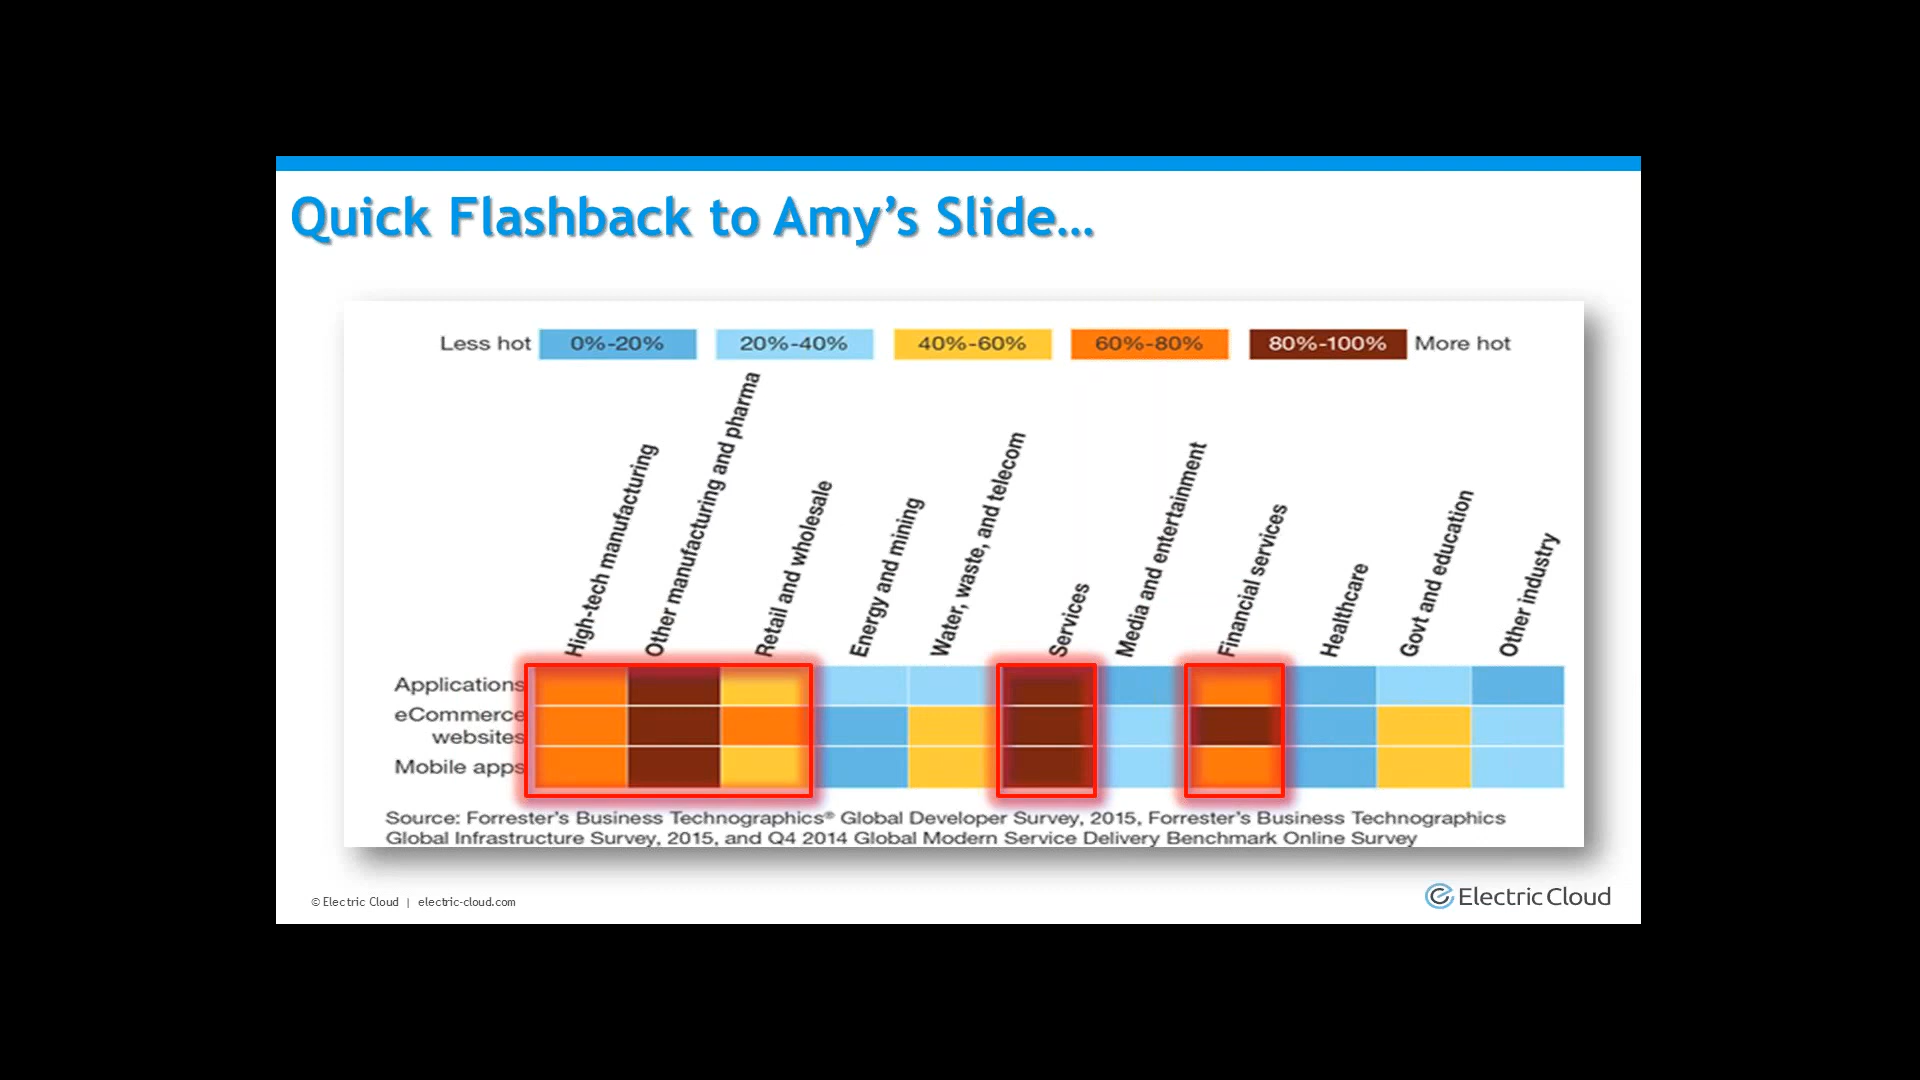 Quick Flashback to Amy’s Slide…
Less hot 0%-20% 20%-40% 40%-60% 60%-80% 80%-100% More hot
High-tech manufacturing
Other manufacturing and pharma
Retail and wholesale
Energy and mining
Water, waste, and telecom
Services
Media and entertainment
Financial services
Healthcare
Govt and education
Other industry
Applications
eCommerce
websites
Mobile apps
Source: Forrester’s Business Technographics® Global Developer Survey, 2015, Forrester’s Business Technographics
Global Infrastructure Survey, 2015, and Q4 2014 Global Modern Service Delivery Benchmark Online Survey
© Electric Cloud | electric-cloud.com
Electric Cloud